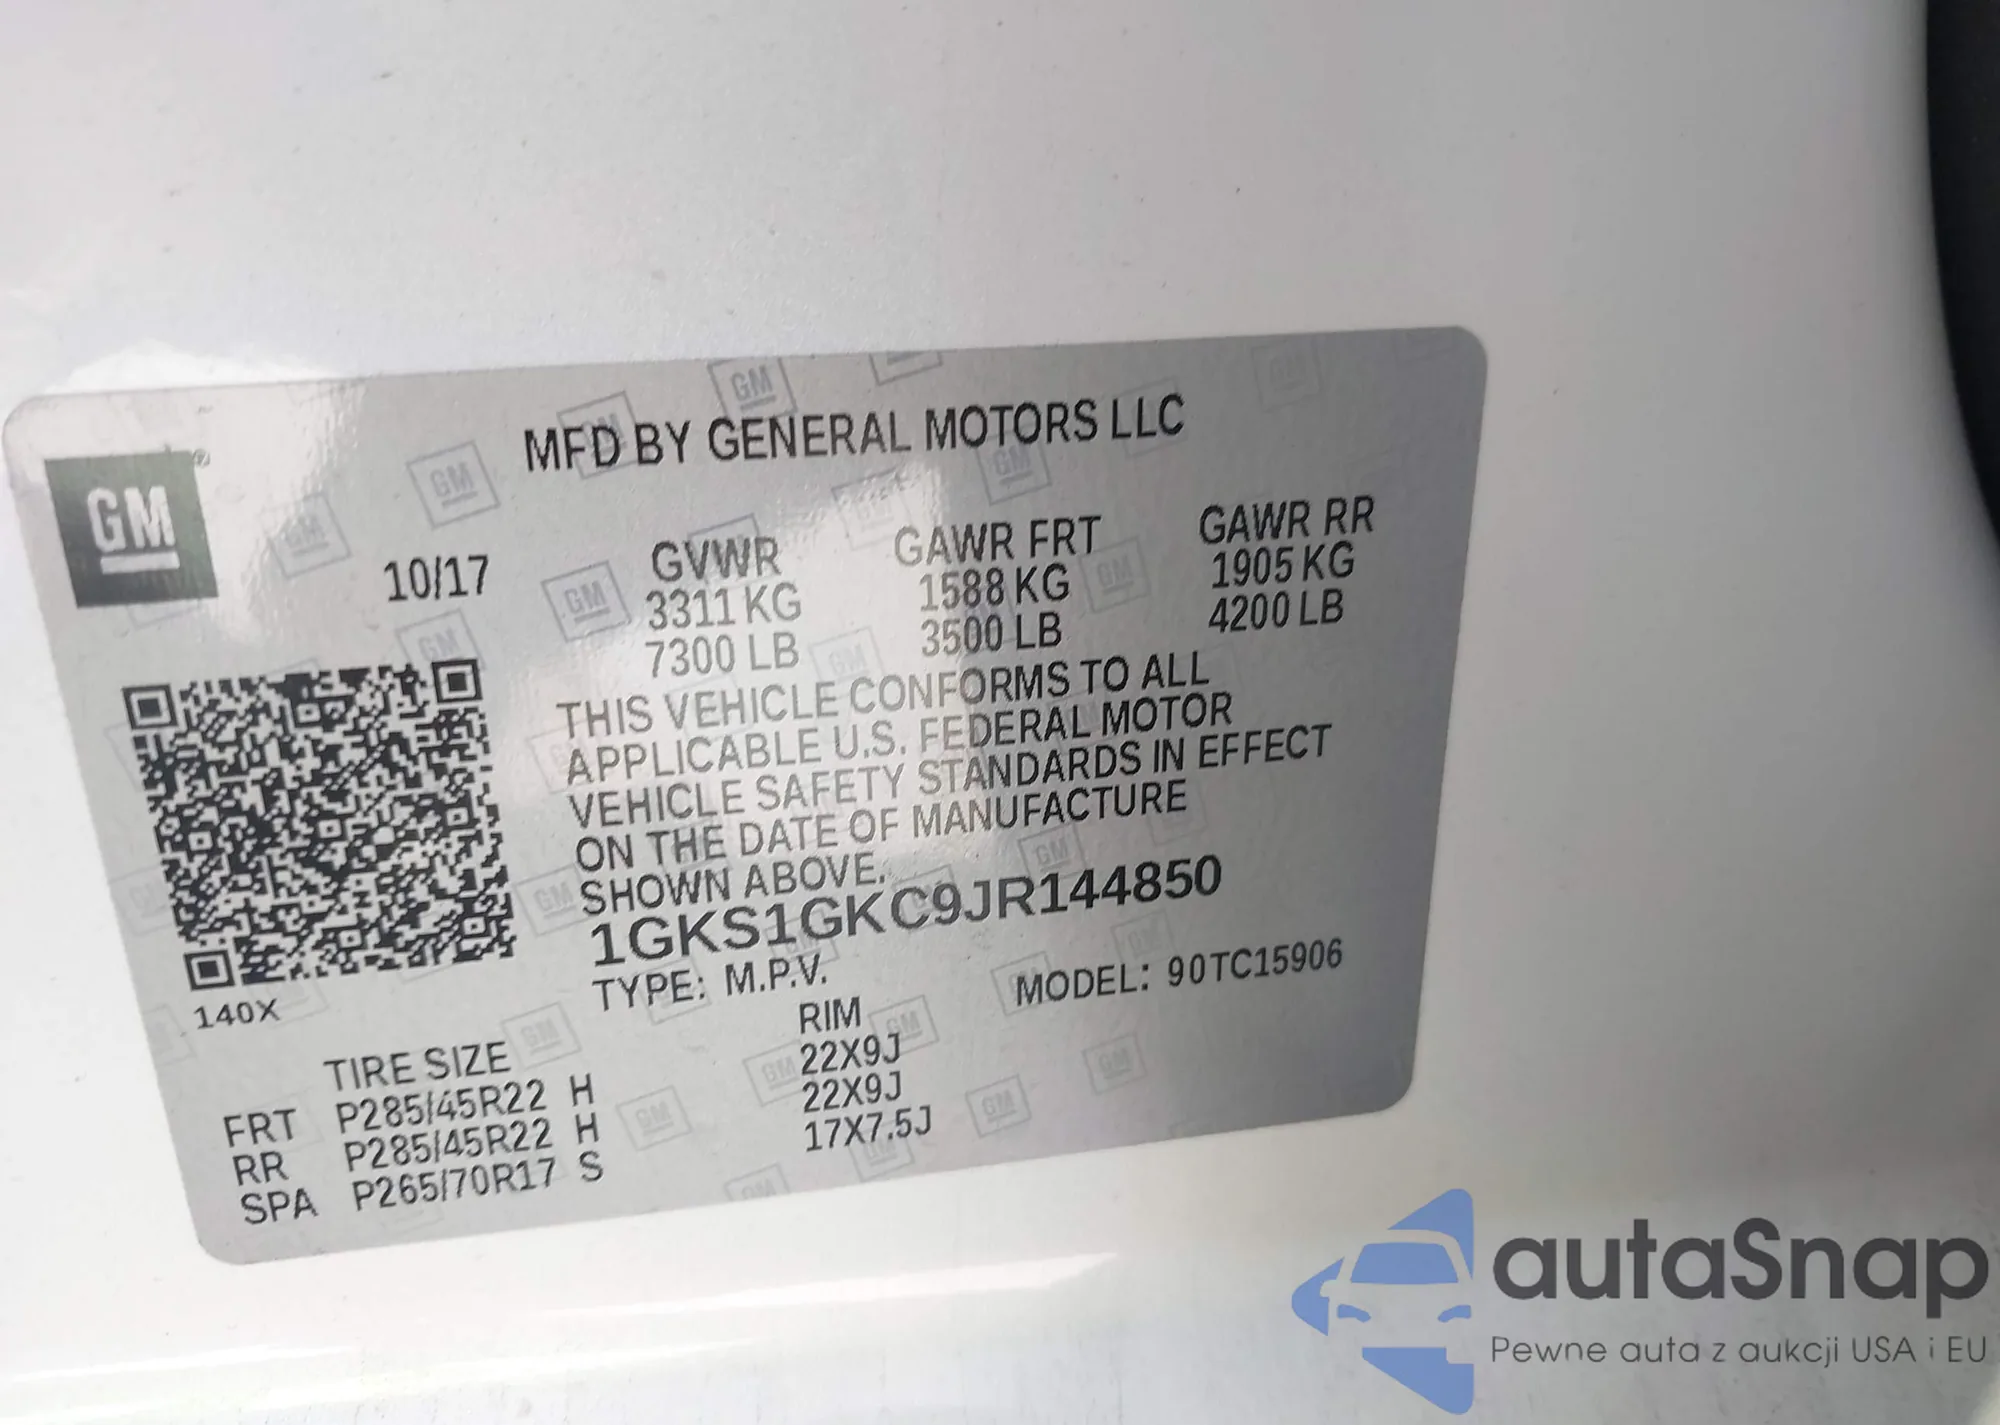 MFD BY GENERAL MOTORS LLC
GM ®
10/17 GVWR GAWR FRT GAWR RR
3311 KG 1588 KG 1905 KG
7300 LB 3500 LB 4200 LB
THIS VEHICLE CONFORMS TO ALL
APPLICABLE U.S. FEDERAL MOTOR
VEHICLE SAFETY STANDARDS IN EFFECT
ON THE DATE OF MANUFACTURE
SHOWN ABOVE.
1GKS1GKC9JR144850
TYPE: M.P.V. MODEL: 90TC15906
140X
TIRE SIZE RIM
FRT P285/45R22 H 22X9J
RR P285/45R22 H 22X9J
SPA P265/70R17 S 17X7.5J
autaSnap
Pewne auta z aukcji USA i EU